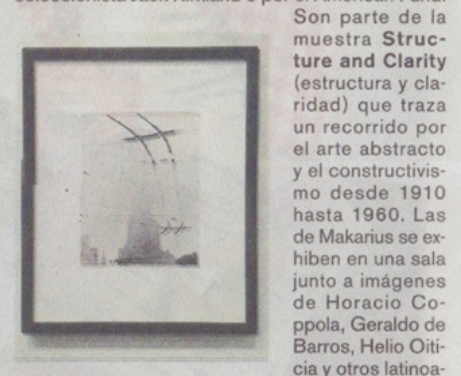 Son parte de la
muestra Struc-
ture and Clarity
(estructura y cla-
ridad) que traza
un recorrido por
el arte abstracto
y el constructivis-
mo desde 1910
hasta 1960. Las
de Makarius se ex-
hiben en una sala
junto a imágenes
de Horacio Co-
ppola, Geraldo de
Barros, Helio Oiti-
cia y otros latinoa-